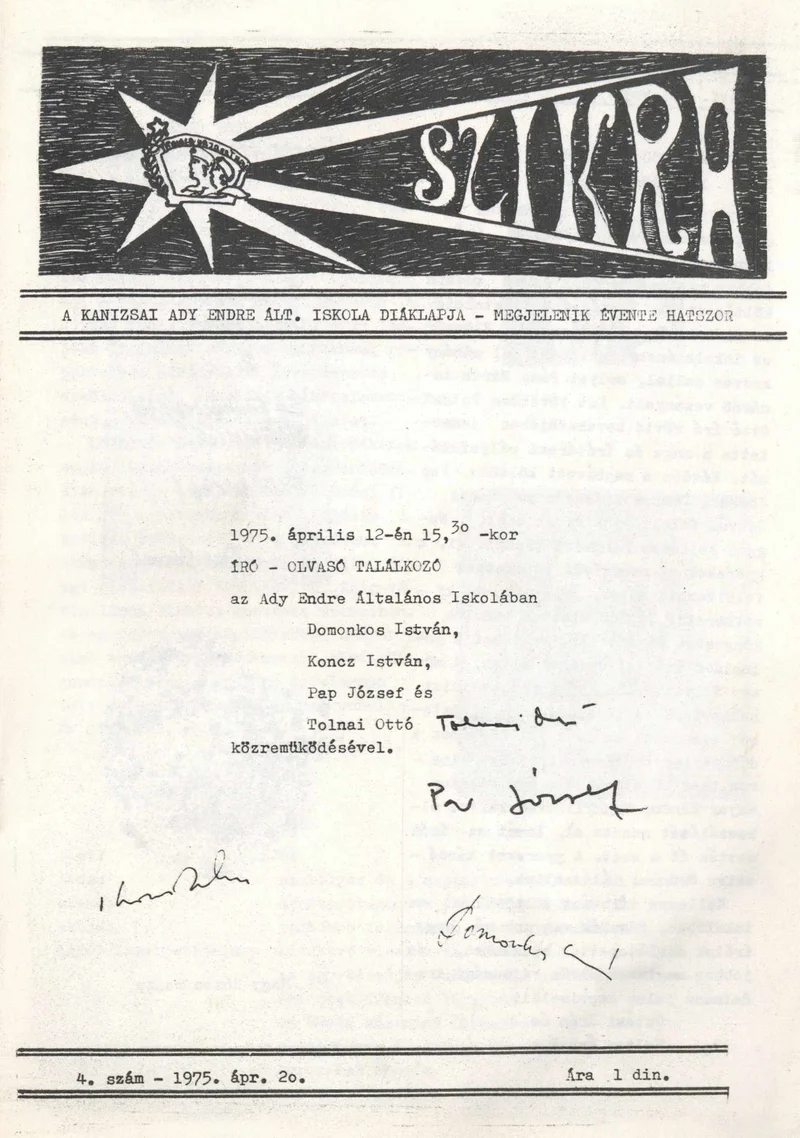 SZIKRA
A KANIZSAI ADY ENDRE ÁLT. ISKOLA DIÁKLAPJA - MEGJELENIK ÉVENTE HATSZOR
1975. április 12-én 15,30 -kor
ÍRÓ - OLVASÓ TALÁLKOZÓ
az Ady Endre Általános Iskolában
Domonkos István,
Koncz István,
Pap József és
Tolnai Ottó Tolnai Ottó
közremüködésével.
Pap József
Domonkos
4. szám - 1975. ápr. 2o.
Ára 1 din.